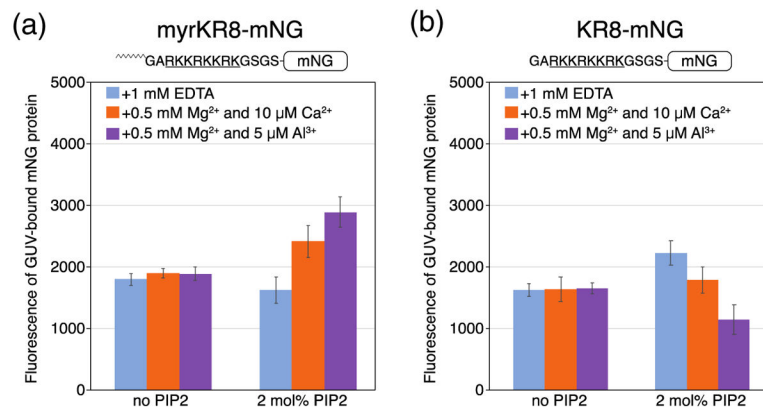 (a)
myrKR8-mNG
GARKKRKKRKGSGS-mNG
Fluorescence of GUV-bound mNG protein
5000
4000
3000
2000
1000
0
+1 mM EDTA
+0.5 mM Mg²⁺ and 10 µM Ca²⁺
+0.5 mM Mg²⁺ and 5 µM Al³⁺
no PIP2
2 mol% PIP2
(b)
KR8-mNG
GARKKRKKRKGSGS-mNG
Fluorescence of GUV-bound mNG protein
5000
4000
3000
2000
1000
0
+1 mM EDTA
+0.5 mM Mg²⁺ and 10 µM Ca²⁺
+0.5 mM Mg²⁺ and 5 µM Al³⁺
no PIP2
2 mol% PIP2